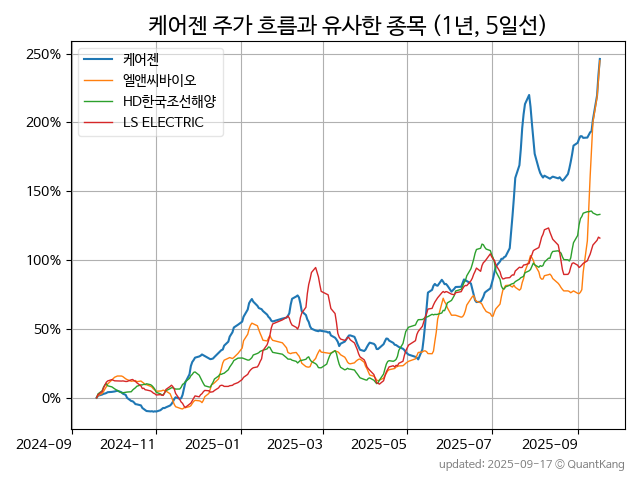 케어젠 주가 흐름과 유사한 종목 (1년, 5일선)
250%
200%
150%
100%
50%
0%
케어젠
엘앤씨바이오
HD한국조선해양
LS ELECTRIC
2024-09
2024-11
2025-01
2025-03
2025-05
2025-07
2025-09
updated: 2025-09-17 © QuantKang